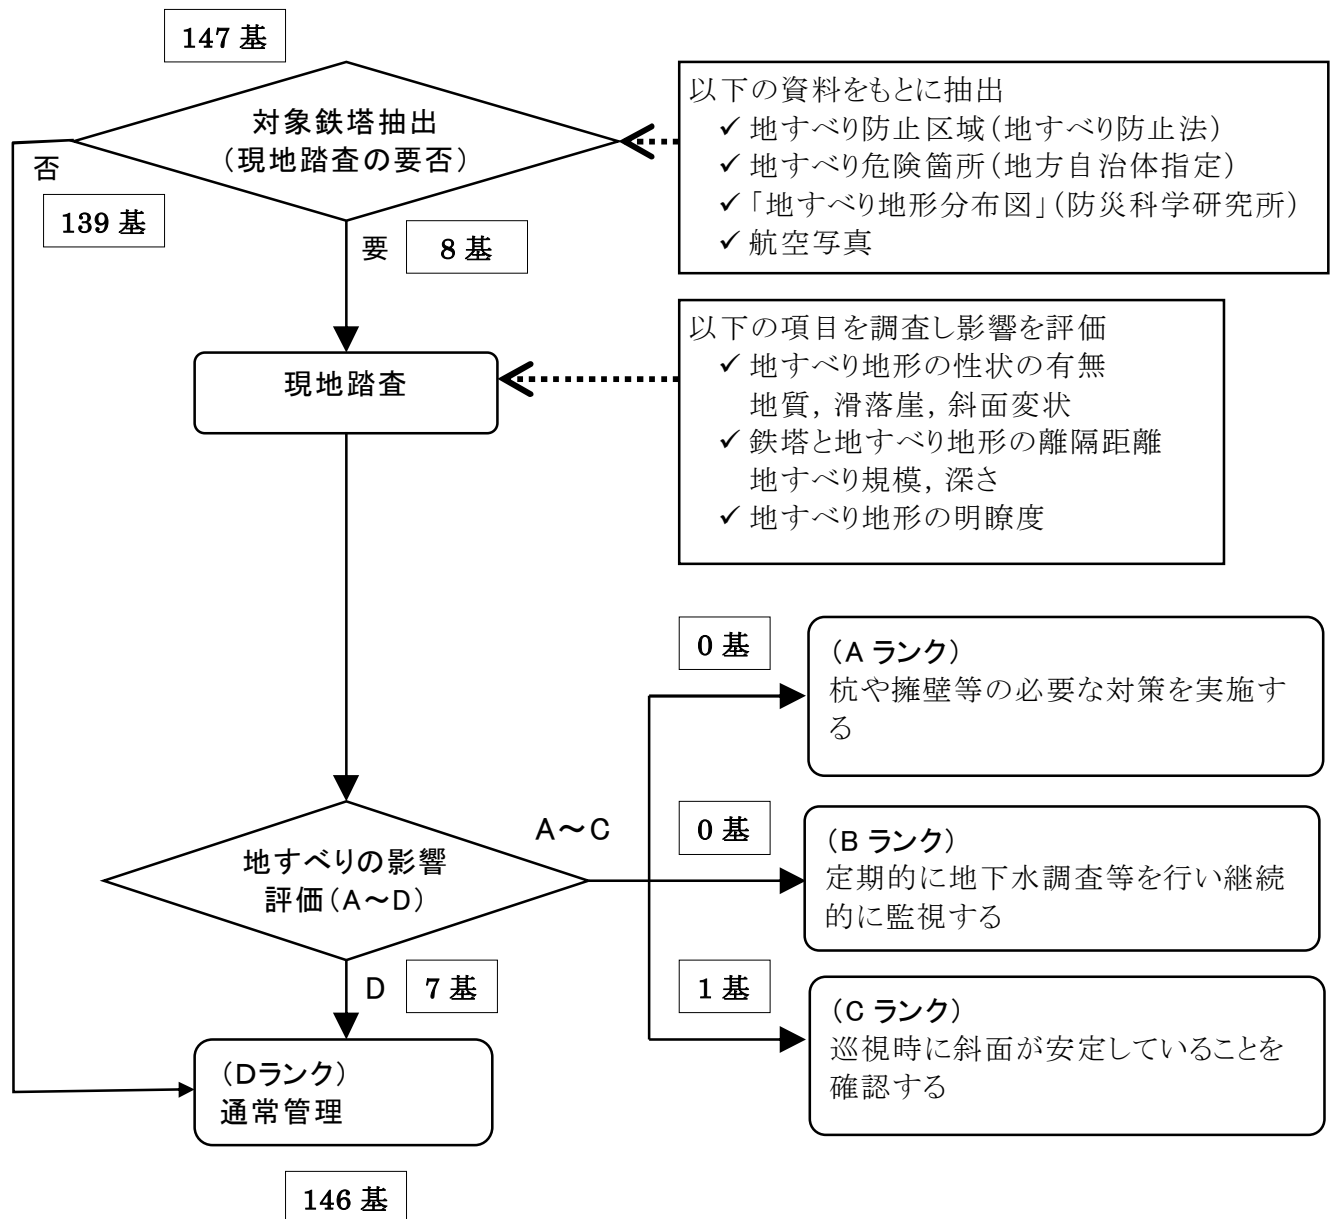 147 基
対象鉄塔抽出
(現地踏査の要否)
以下の資料をもとに抽出
✓ 地すべり防止区域(地すべり防止法)
✓ 地すべり危険箇所(地方自治体指定)
✓ 「地すべり地形分布図」(防災科学研究所)
✓ 航空写真
否
139 基
要
8 基
現地踏査
以下の項目を調査し影響を評価
✓ 地すべり地形の性状の有無
地質, 滑落崖, 斜面変状
✓ 鉄塔と地すべり地形の離隔距離
地すべり規模, 深さ
✓ 地すべり地形の明瞭度
地すべりの影響
評価(A～D)
A～C
0 基
(A ランク)
杭や擁壁等の必要な対策を実施す
る
0 基
(B ランク)
定期的に地下水調査等を行い継続
的に監視する
1 基
(C ランク)
巡視時に斜面が安定していることを
確認する
D
7 基
(Dランク)
通常管理
146 基